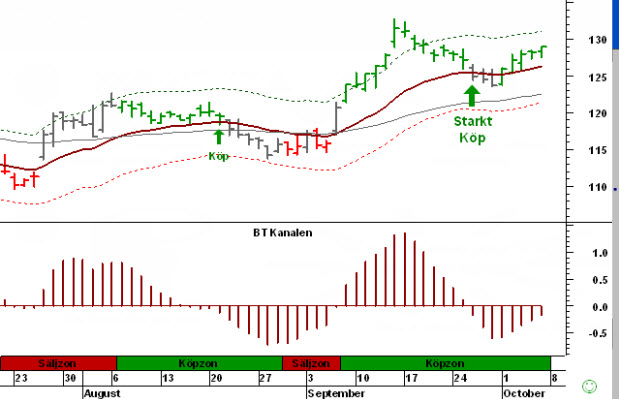 130
125
120
115
110
Köp
Starkt
Köp
BT Kanalen
1.0
0.5
0.0
-0.5
Säljzon Köpzon Säljzon Köpzon
23 30 6 13 20 27 3 10 17 24 1 8
August September October